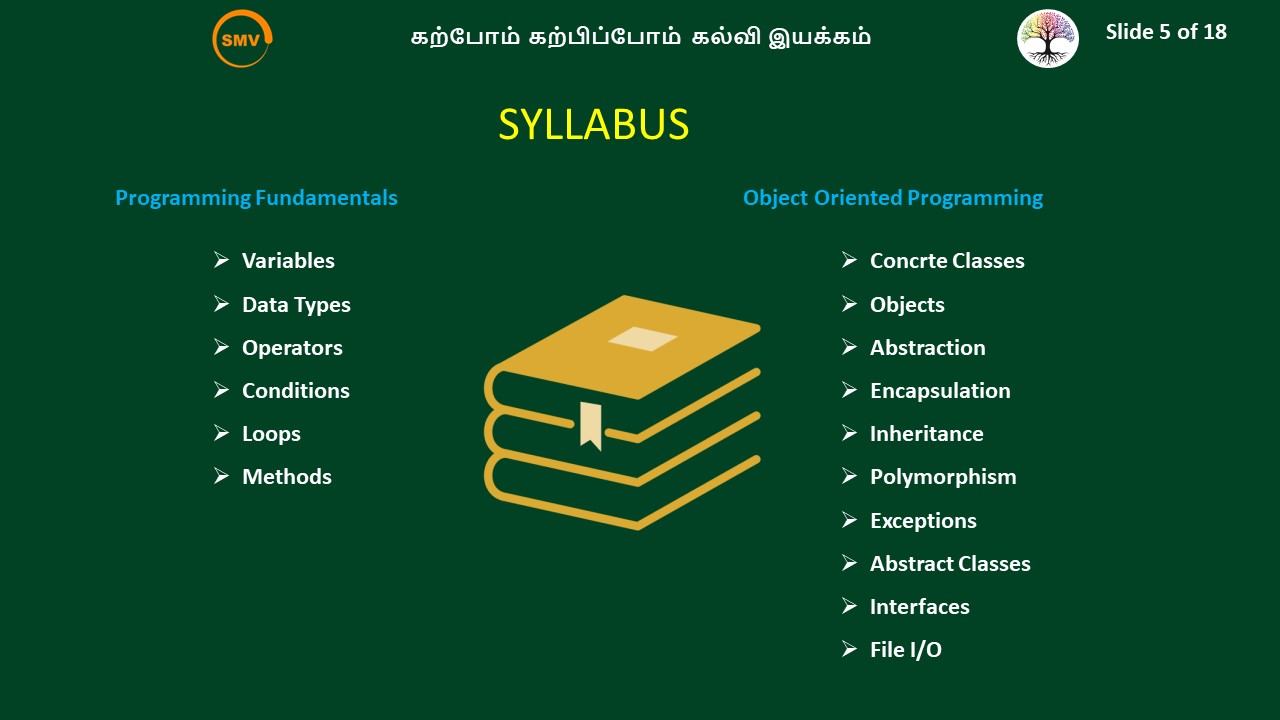 SMV
கற்போம் கற்பிப்போம் கல்வி இயக்கம்
Slide 5 of 18
SYLLABUS
Programming Fundamentals
Variables
Data Types
Operators
Conditions
Loops
Methods
Object Oriented Programming
Concrte Classes
Objects
Abstraction
Encapsulation
Inheritance
Polymorphism
Exceptions
Abstract Classes
Interfaces
File I/O